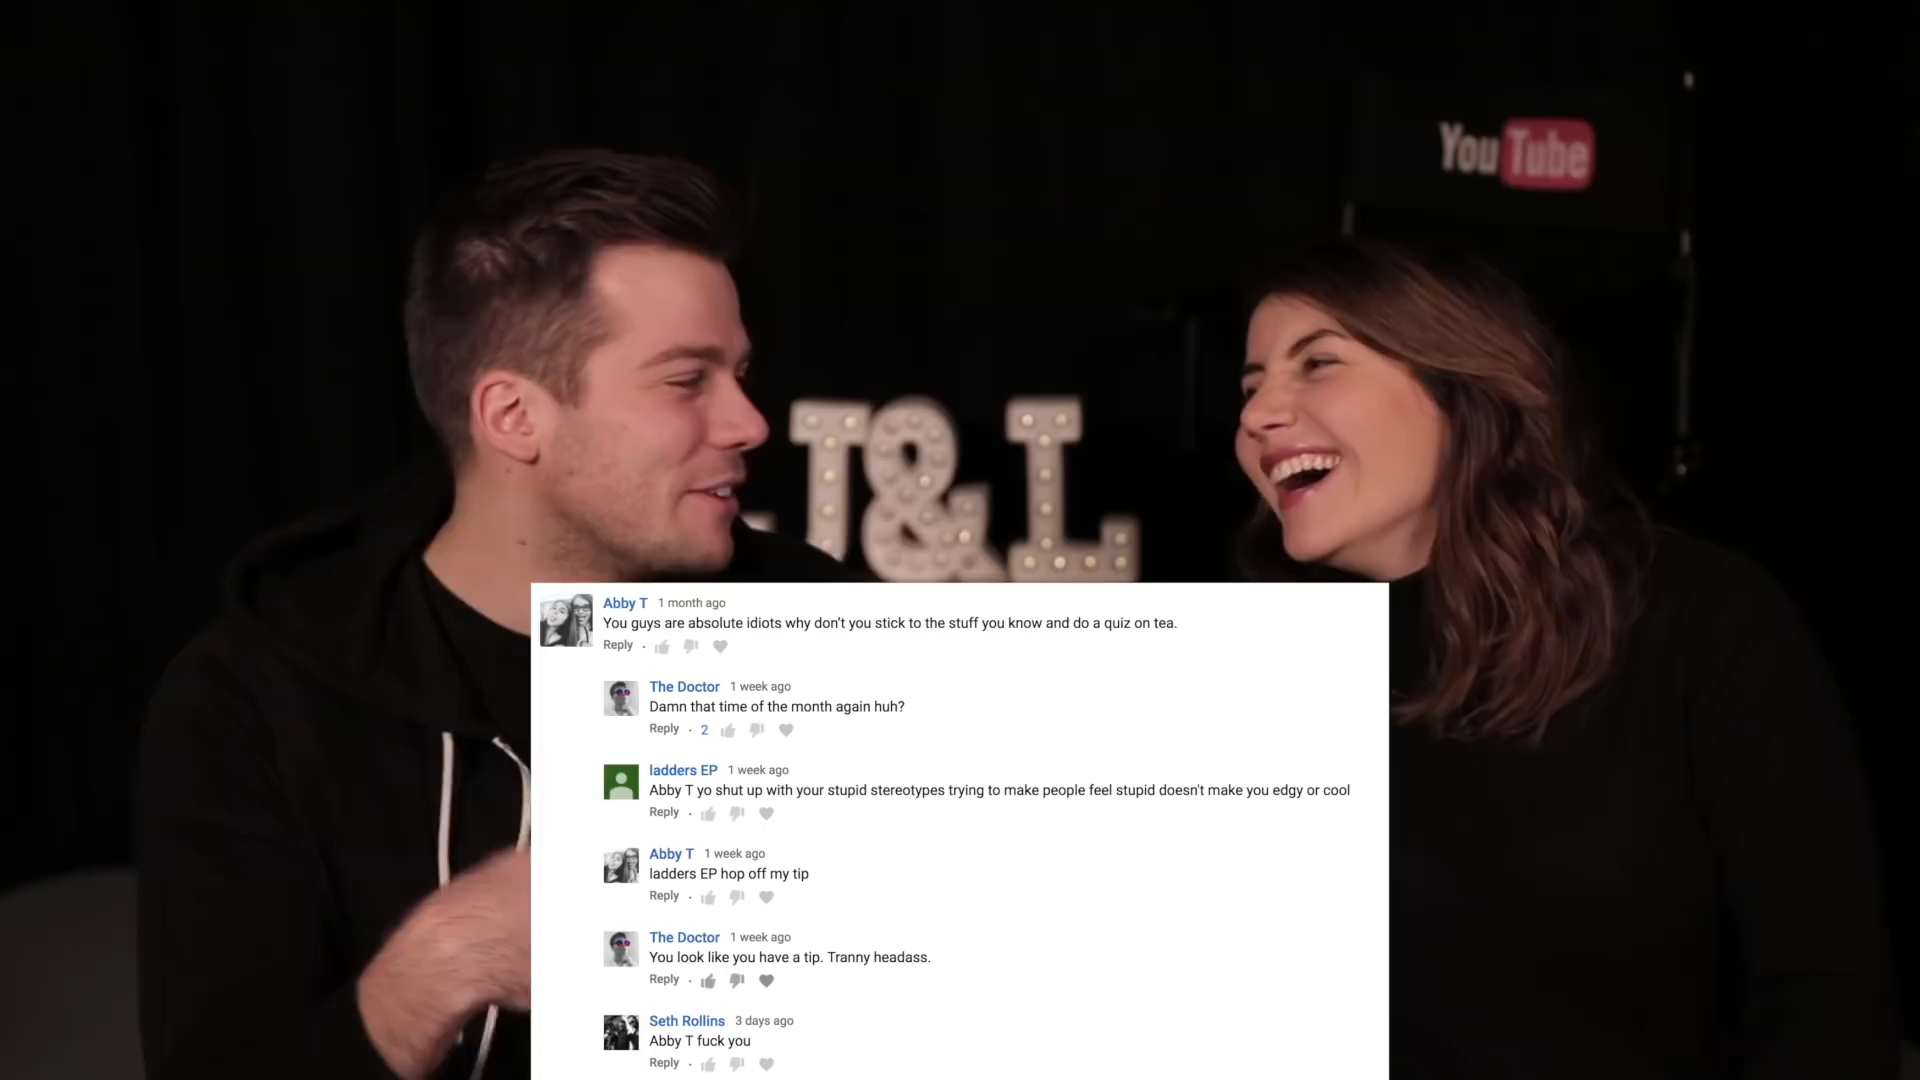 YouTube
J&L
Abby T 1 month ago
You guys are absolute idiots why don't you stick to the stuff you know and do a quiz on tea.
Reply
The Doctor 1 week ago
Damn that time of the month again huh?
Reply · 2
ladders EP 1 week ago
Abby T yo shut up with your stupid stereotypes trying to make people feel stupid doesn't make you edgy or cool
Reply
Abby T 1 week ago
ladders EP hop off my tip
Reply
The Doctor 1 week ago
You look like you have a tip. Tranny headass.
Reply
Seth Rollins 3 days ago
Abby T fuck you
Reply